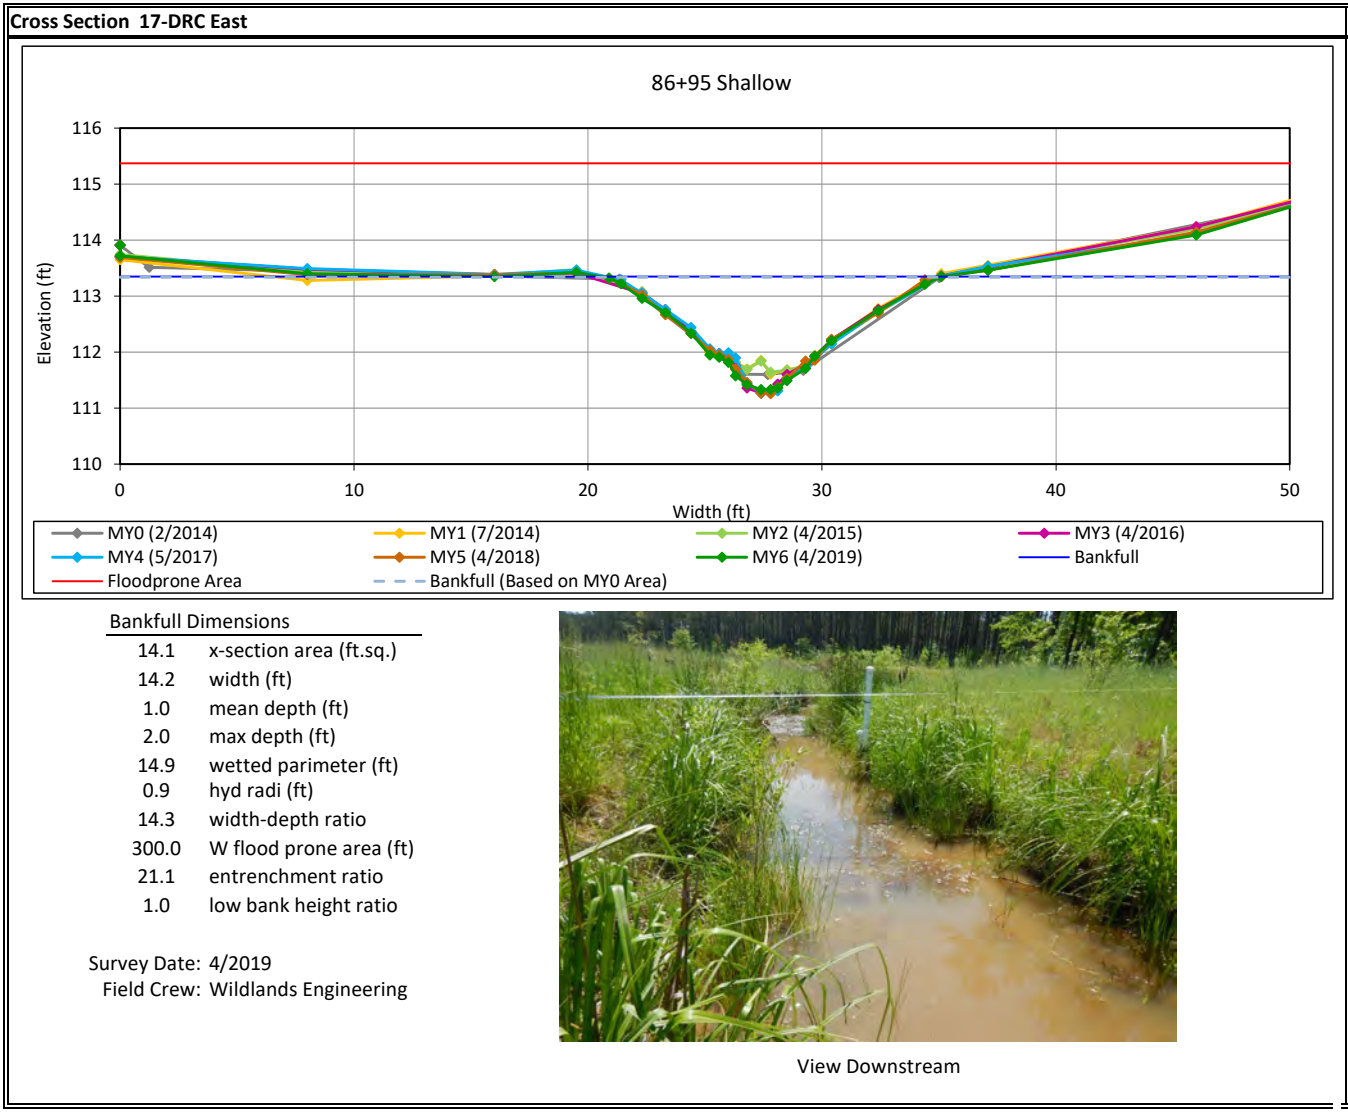 Cross Section 17-DRC East
86+95 Shallow
116
115
114
113
112
111
110
Elevation (ft)
0 10 20 30 40 50
Width (ft)
MY0 (2/2014) MY1 (7/2014) MY2 (4/2015) MY3 (4/2016)
MY4 (5/2017) MY5 (4/2018) MY6 (4/2019) Bankfull
Floodprone Area Bankfull (Based on MY0 Area)
Bankfull Dimensions
14.1 x-section area (ft.sq.)
14.2 width (ft)
1.0 mean depth (ft)
2.0 max depth (ft)
14.9 wetted parimeter (ft)
0.9 hyd radi (ft)
14.3 width-depth ratio
300.0 W flood prone area (ft)
21.1 entrenchment ratio
1.0 low bank height ratio
Survey Date: 4/2019
Field Crew: Wildlands Engineering
View Downstream